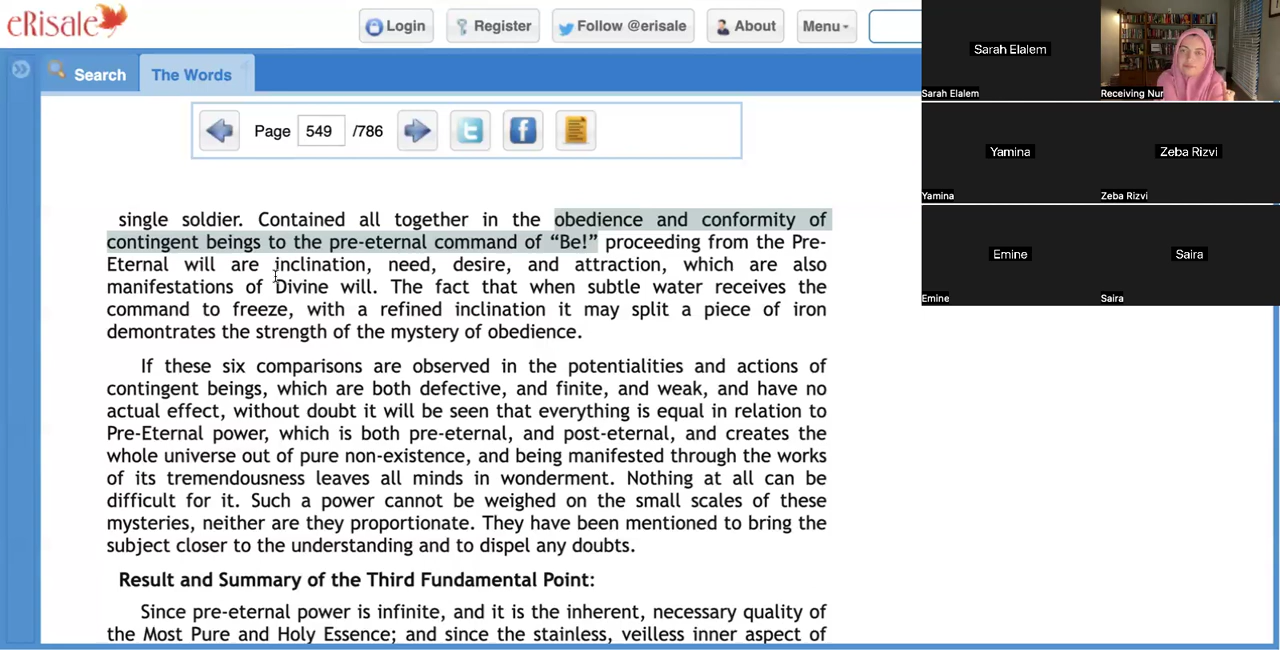 eRisale
Login
Register
Follow @erisale
About
Menu
Search
The Words
Page 549 /786
single soldier. Contained all together in the obedience and conformity of
contingent beings to the pre-eternal command of “Be!” proceeding from the Pre-
Eternal will are inclination, need, desire, and attraction, which are also
manifestations of Divine will. The fact that when subtle water receives the
command to freeze, with a refined inclination it may split a piece of iron
demontrates the strength of the mystery of obedience.
If these six comparisons are observed in the potentialities and actions of
contingent beings, which are both defective, and finite, and weak, and have no
actual effect, without doubt it will be seen that everything is equal in relation to
Pre-Eternal power, which is both pre-eternal, and post-eternal, and creates the
whole universe out of pure non-existence, and being manifested through the works
of its tremendousness leaves all minds in wonderment. Nothing at all can be
difficult for it. Such a power cannot be weighed on the small scales of these
mysteries, neither are they proportionate. They have been mentioned to bring the
subject closer to the understanding and to dispel any doubts.
Result and Summary of the Third Fundamental Point:
Since pre-eternal power is infinite, and it is the inherent, necessary quality of
the Most Pure and Holy Essence; and since the stainless, veilless inner aspect of
Sarah Elalem
Sarah Elalem
Receiving Nur
Yamina
Zeba Rizvi
Yamina
Zeba Rizvi
Emine
Saira
Emine
Saira